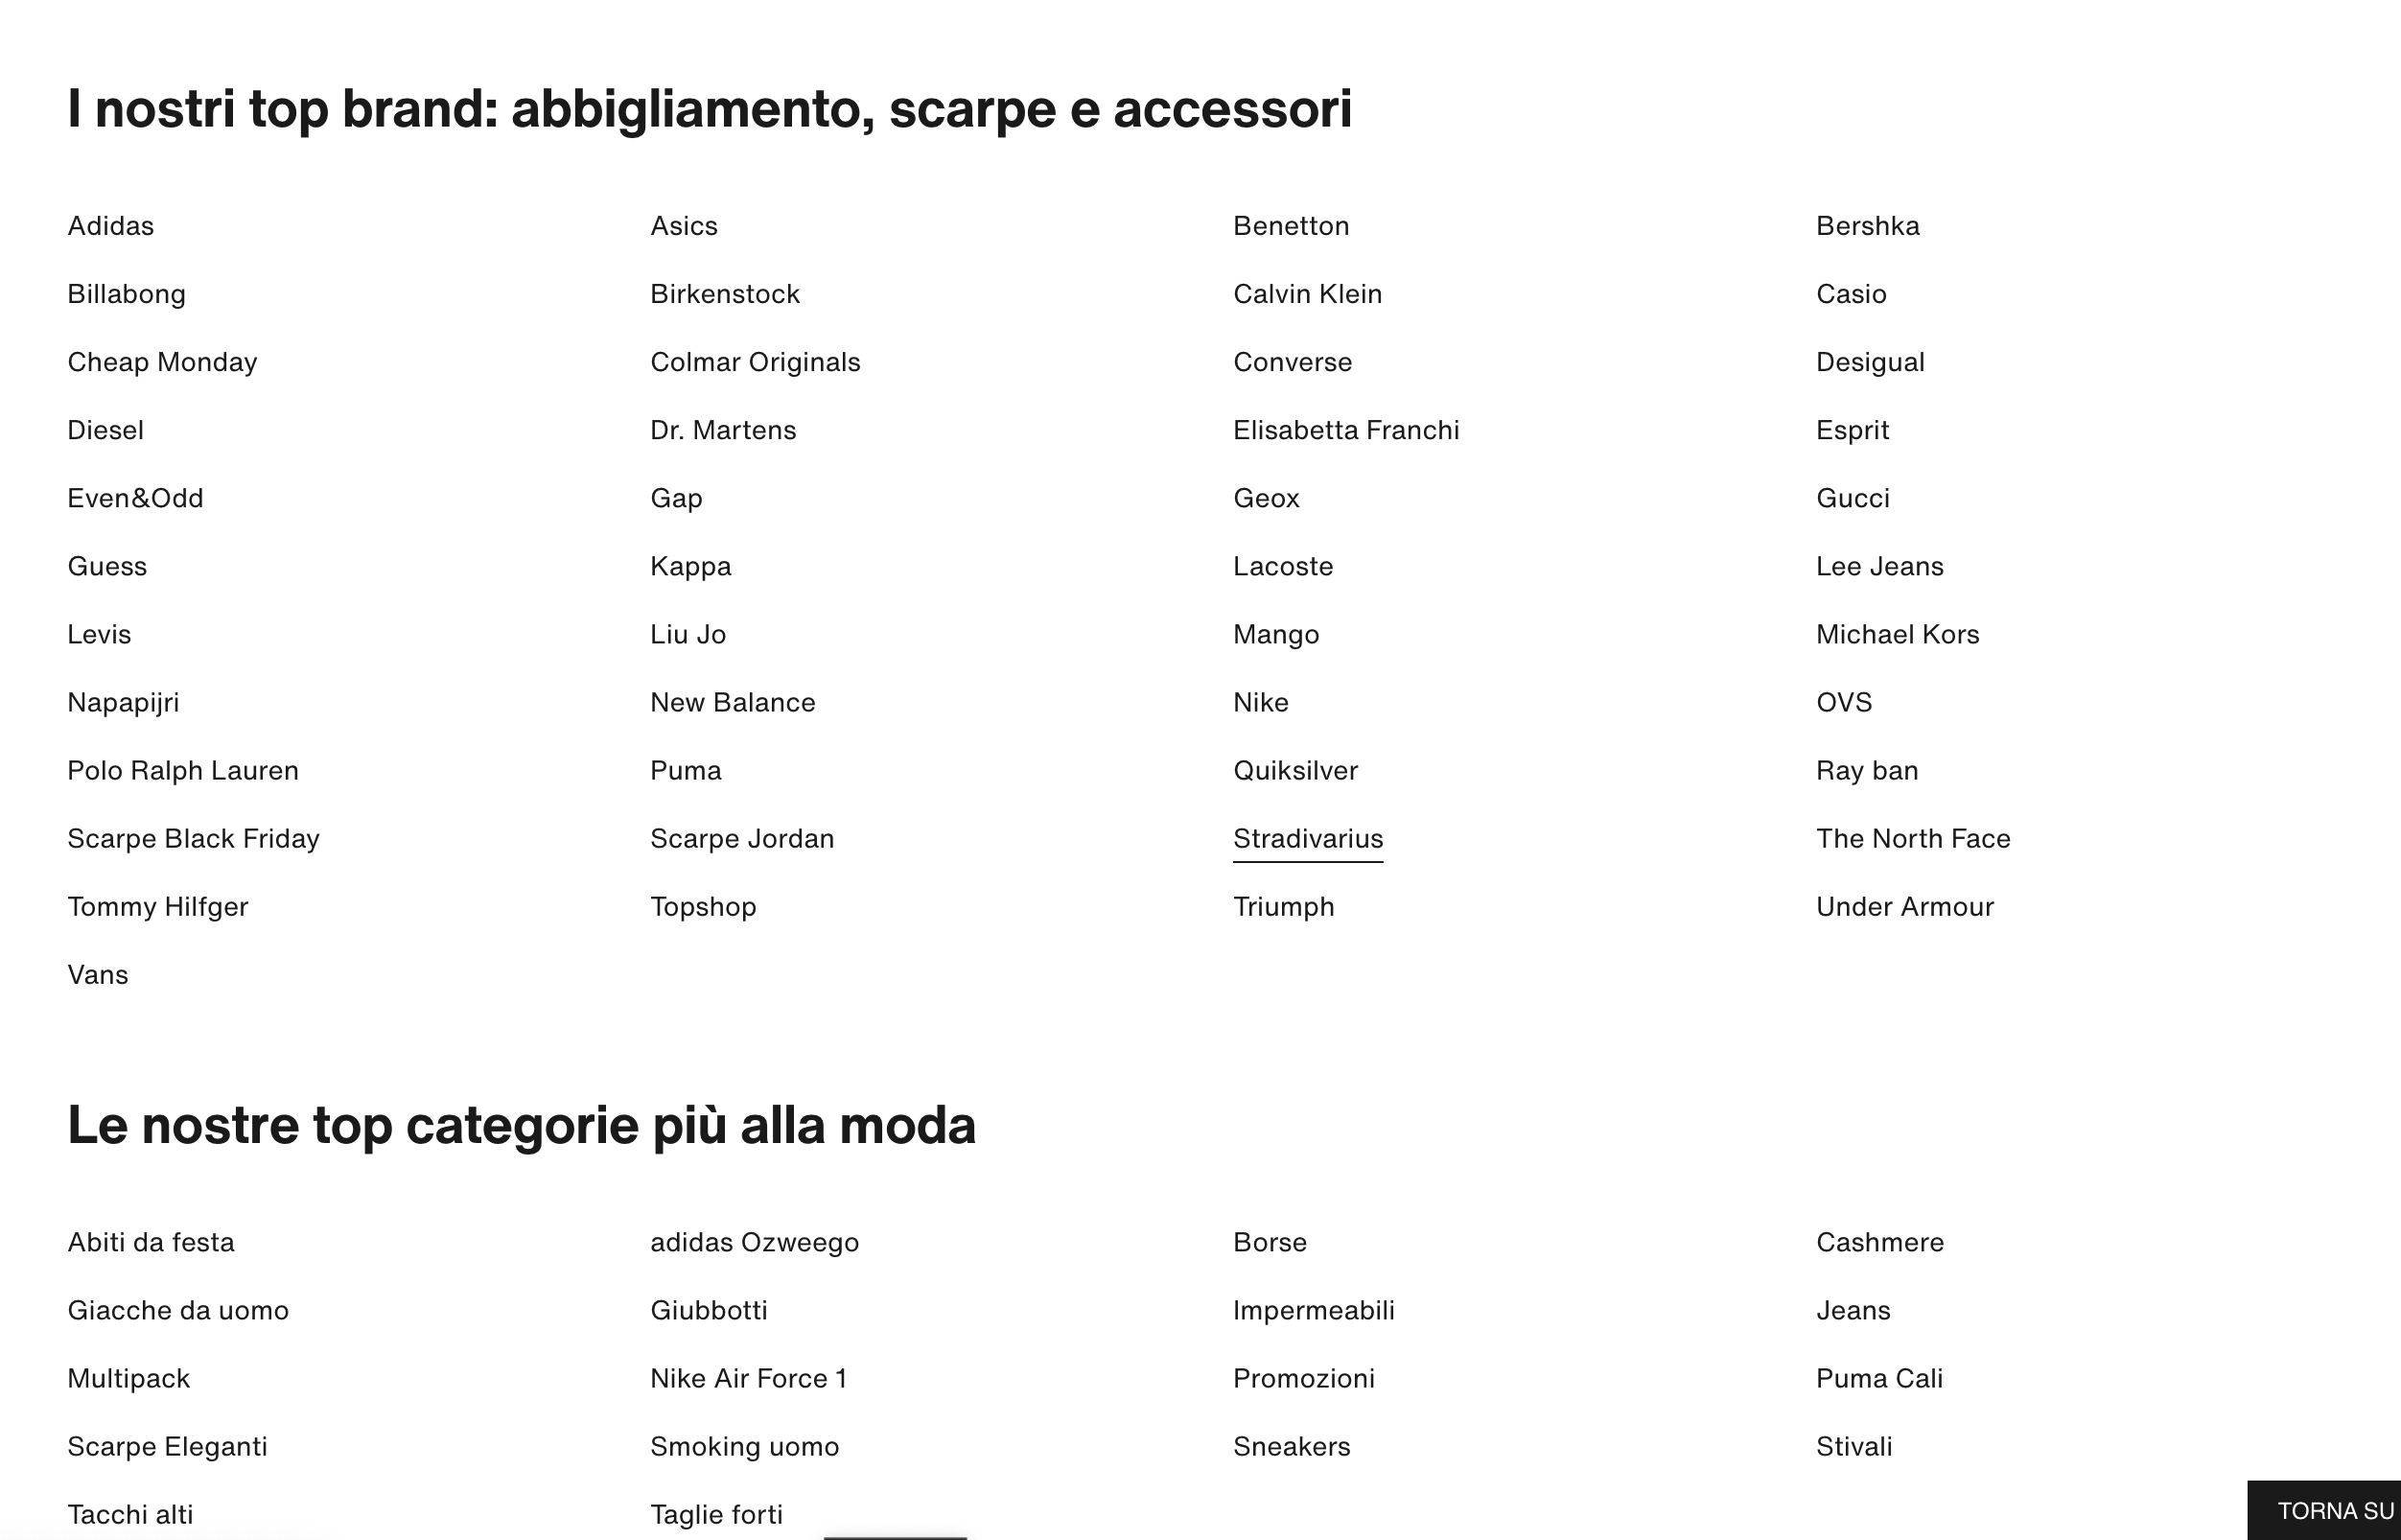 I nostri top brand: abbigliamento, scarpe e accessori
Adidas Asics Benetton Bershka
Billabong Birkenstock Calvin Klein Casio
Cheap Monday Colmar Originals Converse Desigual
Diesel Dr. Martens Elisabetta Franchi Esprit
Even&Odd Gap Geox Gucci
Guess Kappa Lacoste Lee Jeans
Levis Liu Jo Mango Michael Kors
Napapijri New Balance Nike OVS
Polo Ralph Lauren Puma Quiksilver Ray ban
Scarpe Black Friday Scarpe Jordan Stradivarius The North Face
Tommy Hilfger Topshop Triumph Under Armour
Vans
Le nostre top categorie più alla moda
Abiti da festa adidas Ozweego Borse Cashmere
Giacche da uomo Giubbotti Impermeabili Jeans
Multipack Nike Air Force 1 Promozioni Puma Cali
Scarpe Eleganti Smoking uomo Sneakers Stivali
Tacchi alti Taglie forti
TORNA SU